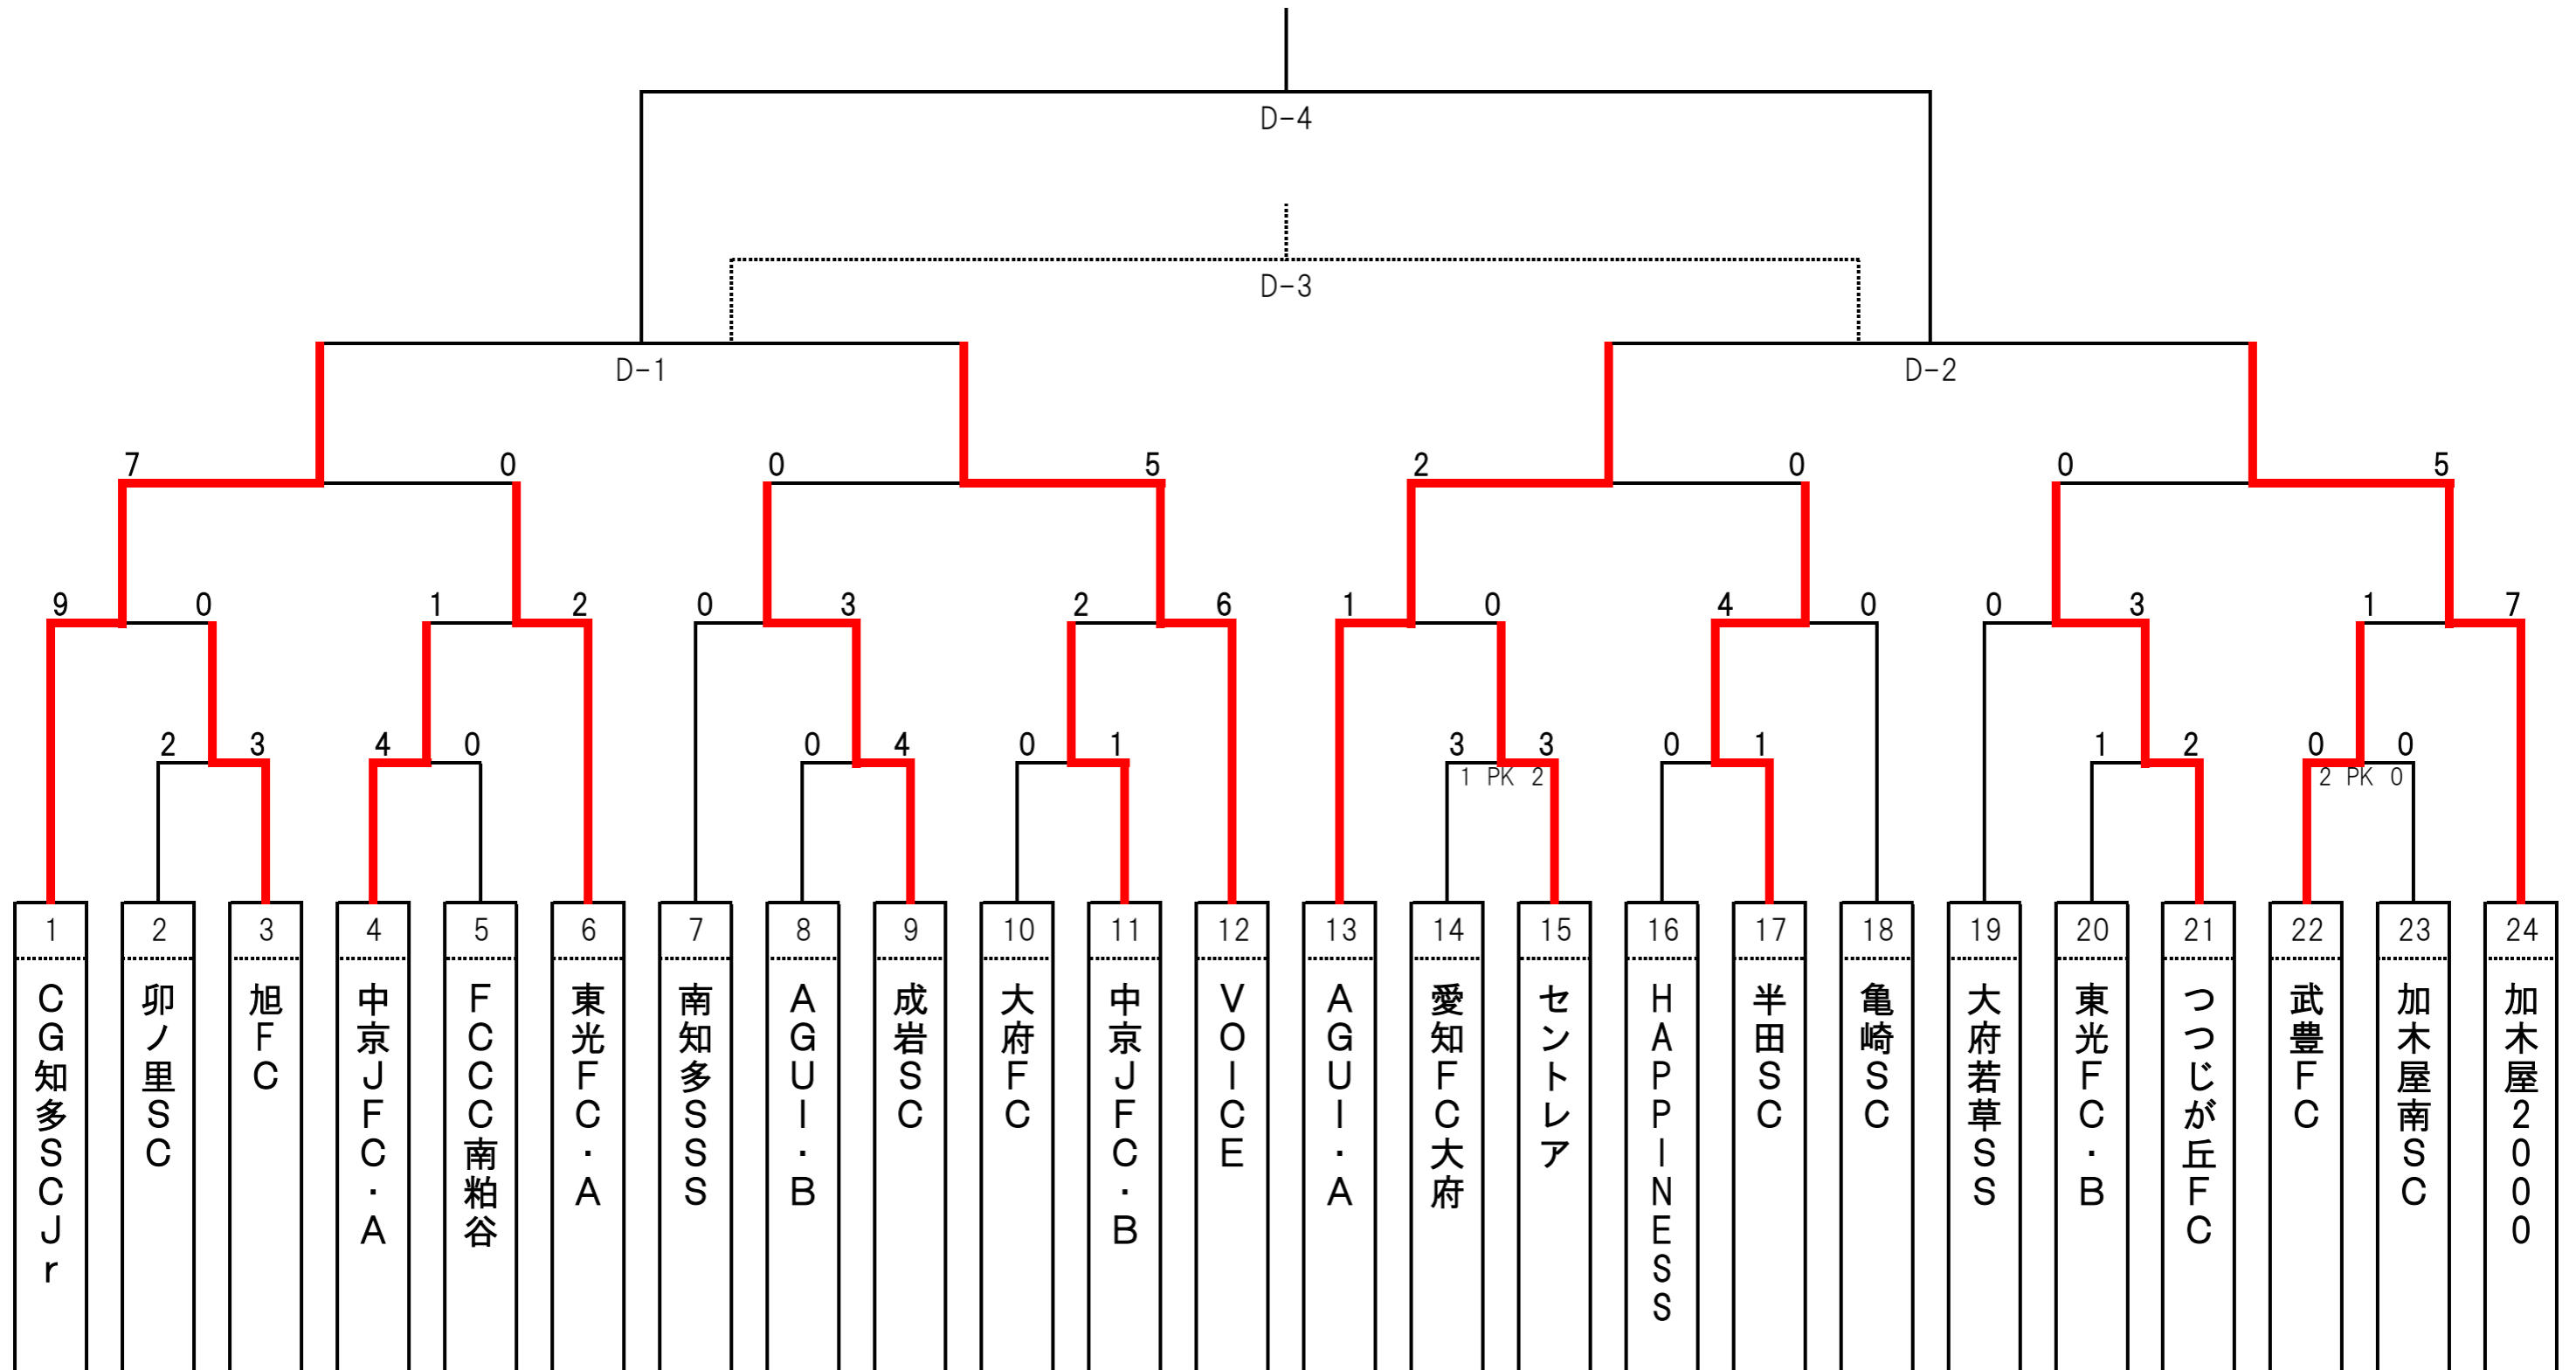 D-4
D-3
D-1
D-2
7 0 0 5 2 0 0 5
9 0 1 2 0 3 2 6 1 0 4 0 0 3 1 7
2 3 4 0 0 4 0 1 3 3 0 1 1 2 0 0
1 PK 2
2 PK 0
1 2 3 4 5 6 7 8 9 10 11 12 13 14 15 16 17 18 19 20 21 22 23 24
CG知多SCJr
卯ノ里SC
旭FC
中京JFC・A
FCCC南粕谷
東光FC・A
南知多SSS
AGUI・B
成岩SC
大府FC
中京JFC・B
VOICE
AGUI・A
愛知FC大府
セントレア
HAPPINESS
半田SC
亀崎SC
大府若草SS
東光FC・B
つつじが丘FC
武豊FC
加木屋南SC
加木屋2000